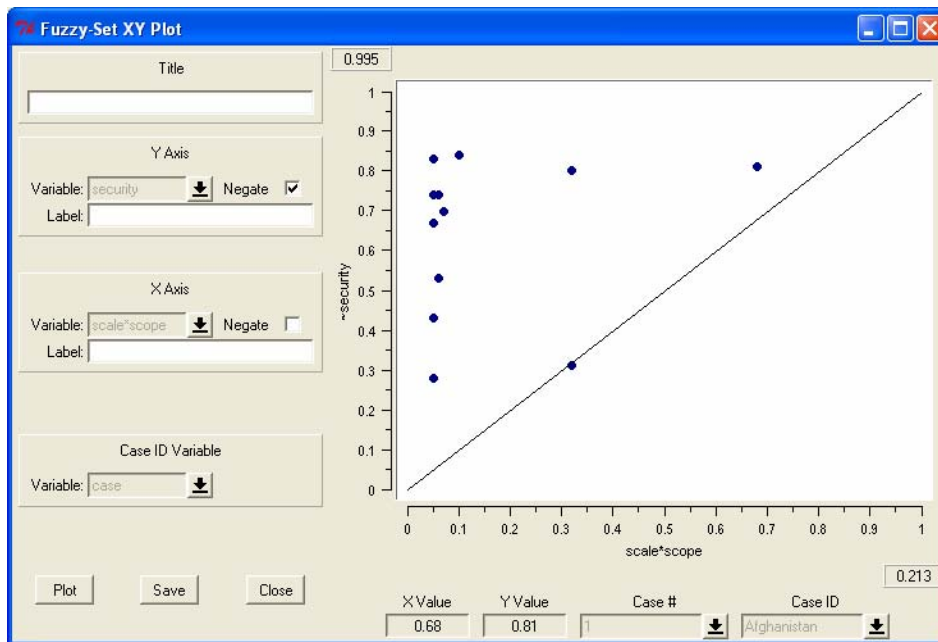 Fuzzy-Set XY Plot
Title
Y Axis
Variable: security Negate
Label:
X Axis
Variable: scale*scope Negate
Label:
Case ID Variable
Variable: case
Plot Save Close
0.995
1
0.9
0.8
0.7
0.6
0.5
0.4
0.3
0.2
0.1
0
~security
0 0.1 0.2 0.3 0.4 0.5 0.6 0.7 0.8 0.9 1
scale*scope
0.213
X Value Y Value Case # Case ID
0.68 0.81 1 Afghanistan